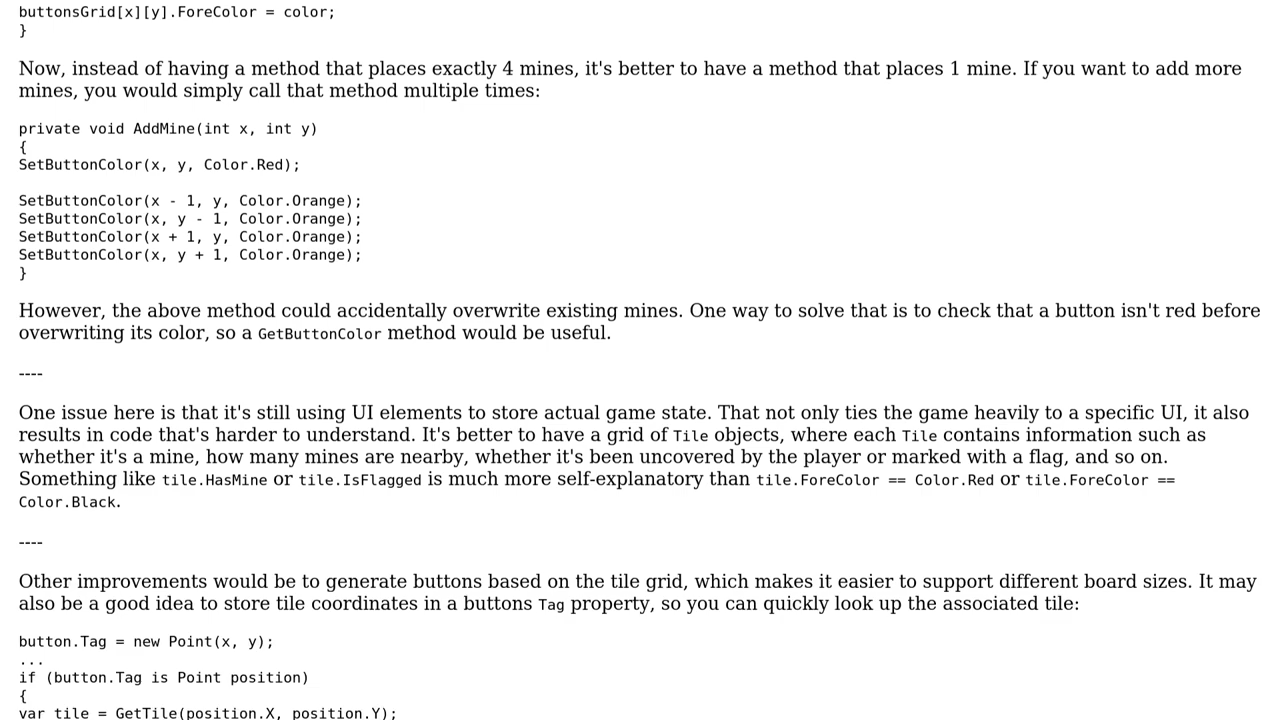 buttonsGrid[x][y].ForeColor = color;
}
Now, instead of having a method that places exactly 4 mines, it's better to have a method that places 1 mine. If you want to add more
mines, you would simply call that method multiple times:
private void AddMine(int x, int y)
{
SetButtonColor(x, y, Color.Red);
SetButtonColor(x - 1, y, Color.Orange);
SetButtonColor(x, y - 1, Color.Orange);
SetButtonColor(x + 1, y, Color.Orange);
SetButtonColor(x, y + 1, Color.Orange);
}
However, the above method could accidentally overwrite existing mines. One way to solve that is to check that a button isn't red before
overwriting its color, so a GetButtonColor method would be useful.
----
One issue here is that it's still using UI elements to store actual game state. That not only ties the game heavily to a specific UI, it also
results in code that's harder to understand. It's better to have a grid of Tile objects, where each Tile contains information such as
whether it's a mine, how many mines are nearby, whether it's been uncovered by the player or marked with a flag, and so on.
Something like tile.HasMine or tile.IsFlagged is much more self-explanatory than tile.ForeColor == Color.Red or tile.ForeColor ==
Color.Black.
----
Other improvements would be to generate buttons based on the tile grid, which makes it easier to support different board sizes. It may
also be a good idea to store tile coordinates in a buttons Tag property, so you can quickly look up the associated tile:
button.Tag = new Point(x, y);
...
if (button.Tag is Point position)
{
var tile = GetTile(position.X, position.Y);